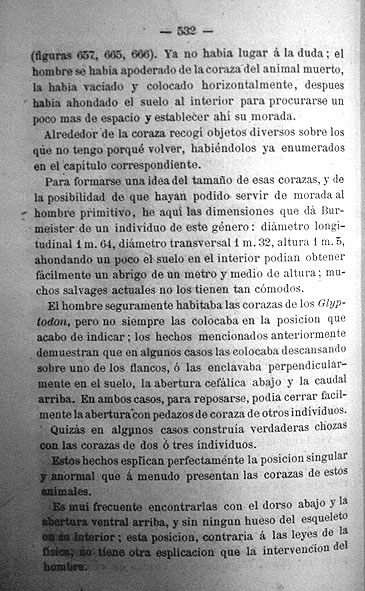 — 532 —
(figuras 657, 665, 666). Ya no habia lugar á la duda; el
hombre se habia apoderado de la coraza del animal muerto,
la habia vaciado y colocado horizontalmente, despues
habia ahondado el suelo al interior para procurarse un
poco mas de espacio y establecer ahí su morada.
Alrededor de la coraza recogí objetos diversos sobre los
que no tengo porqué volver, habiéndolos ya enumerados
en el capitulo correspondiente.
Para formarse una idea del tamaño de esas corazas, y de
la posibilidad de que hayan podido servir de morada al
hombre primitivo, he aquí las dimensiones que dá Bur-
meister de un individuo de este género: diámetro longi-
tudinal 1 m. 64, diámetro transversal 1 m. 32, altura 1 m. 5,
ahondando un poco el suelo en el interior podian obtener
fácilmente un abrigo de un metro y medio de altura; mu-
chos salvages actuales no los tienen tan cómodos.
El hombre seguramente habitaba las corazas de los Glyp-
todon, pero no siempre las colocaba en la posicion que
acabo de indicar; los hechos mencionados anteriormente
demuestran que en algunos casos las colocaba descansando
sobre uno de los flancos, ó las enclavaba perpendicular-
mente en el suelo, la abertura cefálica abajo y la caudal
arriba. En ambos casos, para reposarse, podia cerrar facil-
mente la abertura con pedazos de coraza de otros individuos.
Quizás en algunos casos construía verdaderas chozas
con las corazas de dos ó tres individuos.
Estos hechos esplican perfectamente la posicion singular
y anormal que á menudo presentan las corazas de estos
animales.
Es mui frecuente encontrarlas con el dorso abajo y la
abertura ventral arriba, y sin ningun hueso del esqueleto
en su interior; esta posicion, contraria á las leyes de la
física, no tiene otra esplicacion que la intervencion del
hombre.